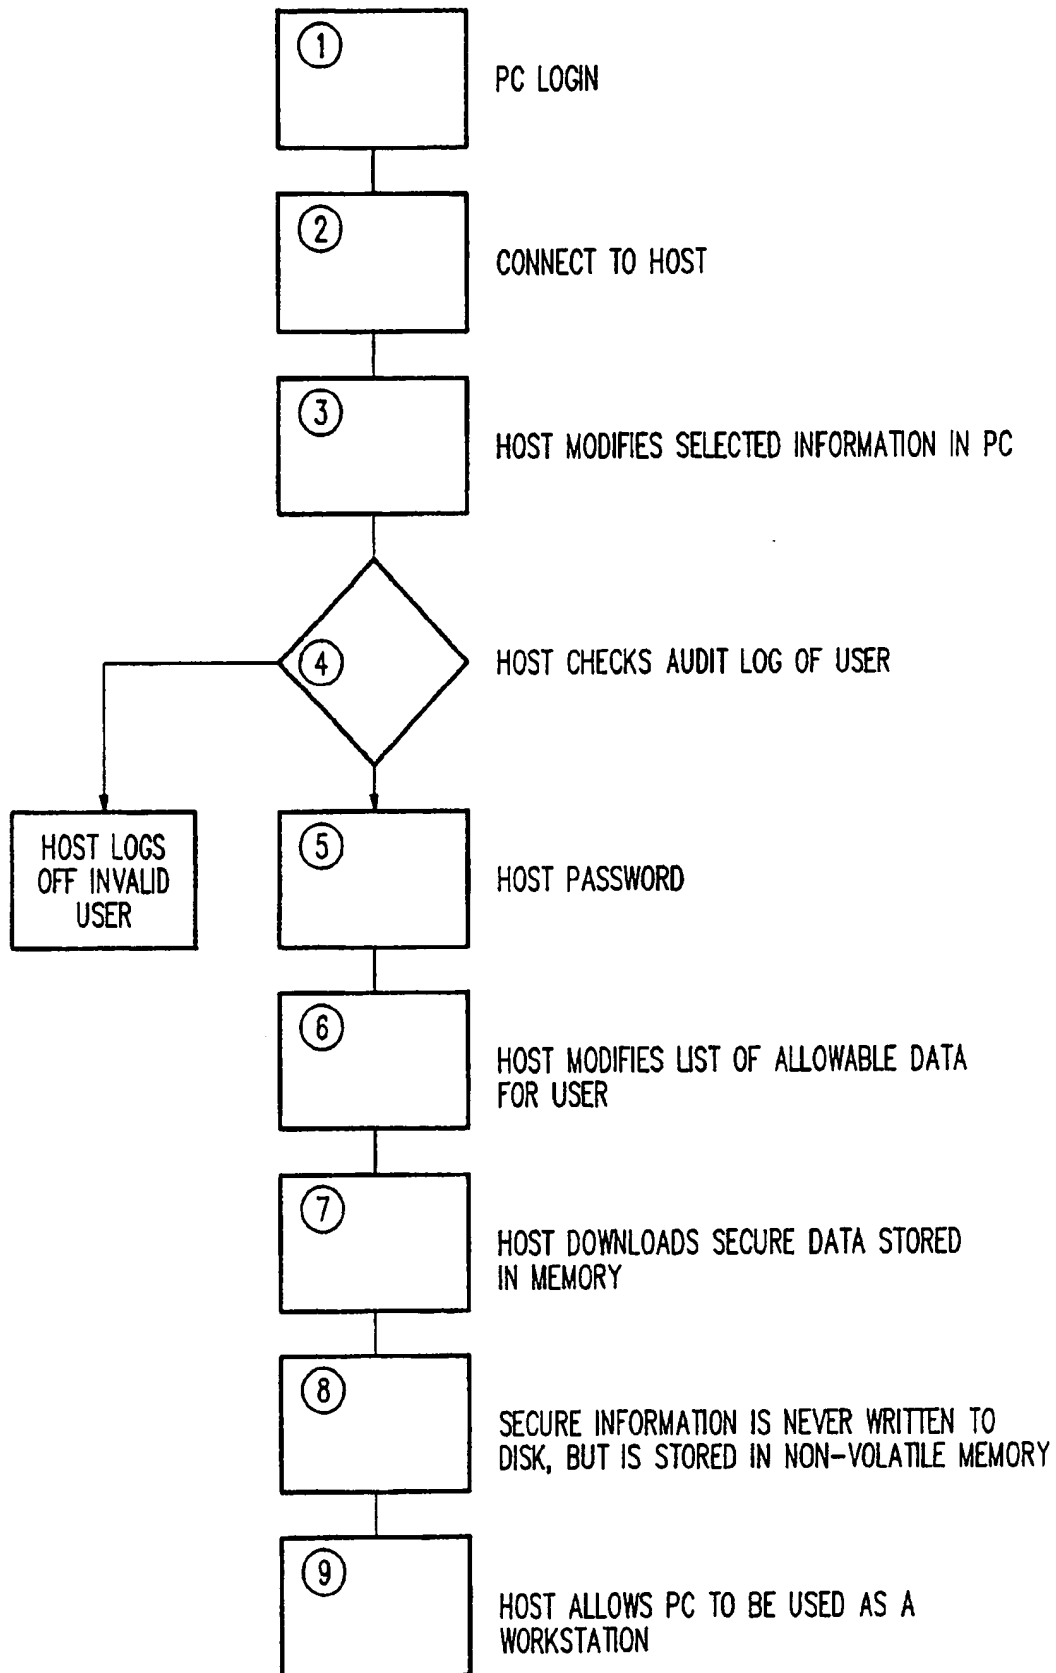 1
PC LOGIN
2
CONNECT TO HOST
3
HOST MODIFIES SELECTED INFORMATION IN PC
4
HOST CHECKS AUDIT LOG OF USER
HOST LOGS
OFF INVALID
USER
5
HOST PASSWORD
6
HOST MODIFIES LIST OF ALLOWABLE DATA
FOR USER
7
HOST DOWNLOADS SECURE DATA STORED
IN MEMORY
8
SECURE INFORMATION IS NEVER WRITTEN TO
DISK, BUT IS STORED IN NON-VOLATILE MEMORY
9
HOST ALLOWS PC TO BE USED AS A
WORKSTATION